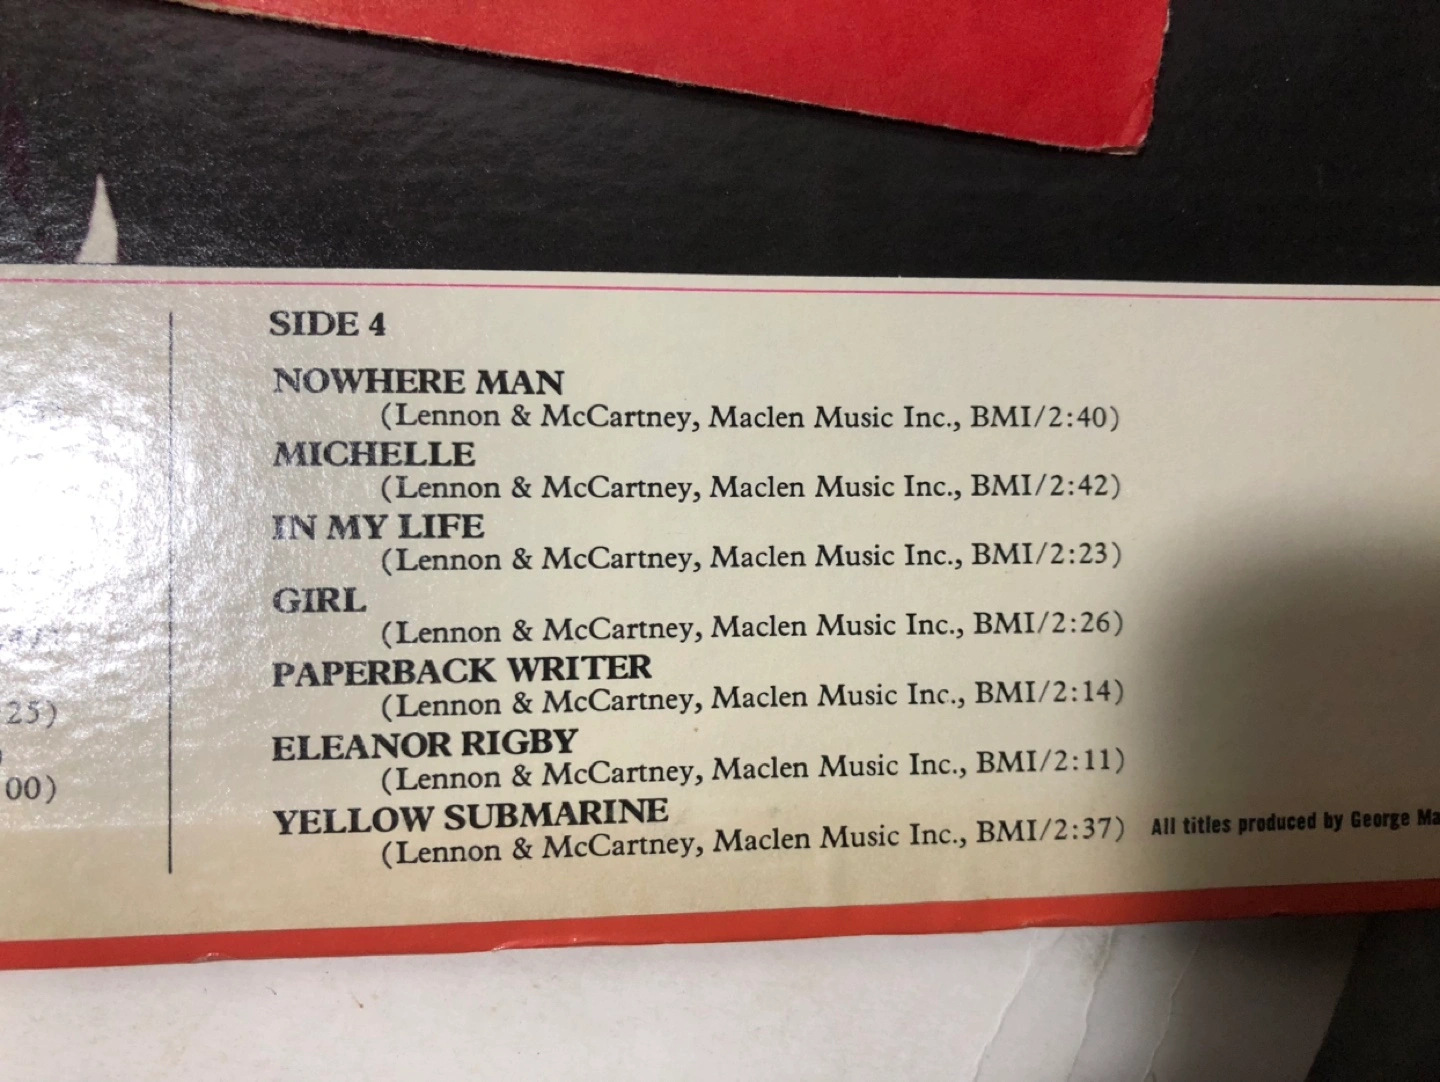 25)
00)
SIDE 4
NOWHERE MAN
(Lennon & McCartney, Maclen Music Inc., BMI/2:40)
MICHELLE
(Lennon & McCartney, Maclen Music Inc., BMI/2:42)
IN MY LIFE
(Lennon & McCartney, Maclen Music Inc., BMI/2:23)
GIRL
(Lennon & McCartney, Maclen Music Inc., BMI/2:26)
PAPERBACK WRITER
(Lennon & McCartney, Maclen Music Inc., BMI/2:14)
ELEANOR RIGBY
(Lennon & McCartney, Maclen Music Inc., BMI/2:11)
YELLOW SUBMARINE
(Lennon & McCartney, Maclen Music Inc., BMI/2:37)
All titles produced by George Ma